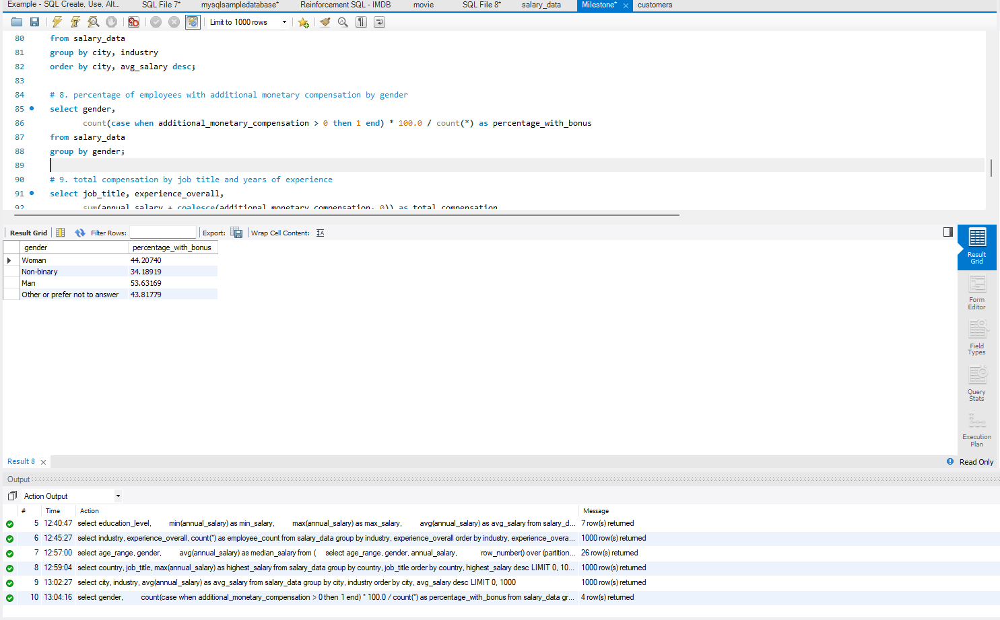 Example - SQL Create, Use, Alt... SQL File 7* mysqlsampledatabase* Reinforcement SQL - IMDB movie SQL File 8* salary_data Milestone* customers
Limit to 1000 rows
80 from salary_data
81 group by city, industry
82 order by city, avg_salary desc;
83
84 # 8. percentage of employees with additional monetary compensation by gender
85 select gender,
86 count(case when additional_monetary_compensation > 0 then 1 end) * 100.0 / count(*) as percentage_with_bonus
87 from salary_data
88 group by gender;
89
90 # 9. total compensation by job title and years of experience
91 select job_title, experience_overall,
92 sum(annual_salary + coalesce(additional_monetary_compensation, 0)) as total_compensation
Result Grid Filter Rows: Export: Wrap Cell Content:
gender percentage_with_bonus
Woman 44.20740
Non-binary 34.18919
Man 53.63169
Other or prefer not to answer 43.81779
Result Grid
Form Editor
Field Types
Query Stats
Execution Plan
Result 8 Read Only
Output
Action Output
# Time Action Message
5 12:40:47 select education_level, min(annual_salary) as min_salary, max(annual_salary) as max_salary, avg(annual_salary) as avg_salary from salary_d... 7 row(s) returned
6 12:45:27 select industry, experience_overall, count(*) as employee_count from salary_data group by industry, experience_overall order by industry, experience_overa... 1000 row(s) returned
7 12:57:00 select age_range, gender, avg(annual_salary) as median_salary from ( select age_range, gender, annual_salary, row_number() over (partition... 26 row(s) returned
8 12:59:04 select country, job_title, max(annual_salary) as highest_salary from salary_data group by country, job_title order by country, highest_salary desc LIMIT 0, 10... 1000 row(s) returned
9 13:02:27 select city, industry, avg(annual_salary) as avg_salary from salary_data group by city, industry order by city, avg_salary desc LIMIT 0, 1000 1000 row(s) returned
10 13:04:16 select gender, count(case when additional_monetary_compensation > 0 then 1 end) * 100.0 / count(*) as percentage_with_bonus from salary_data gr... 4 row(s) returned